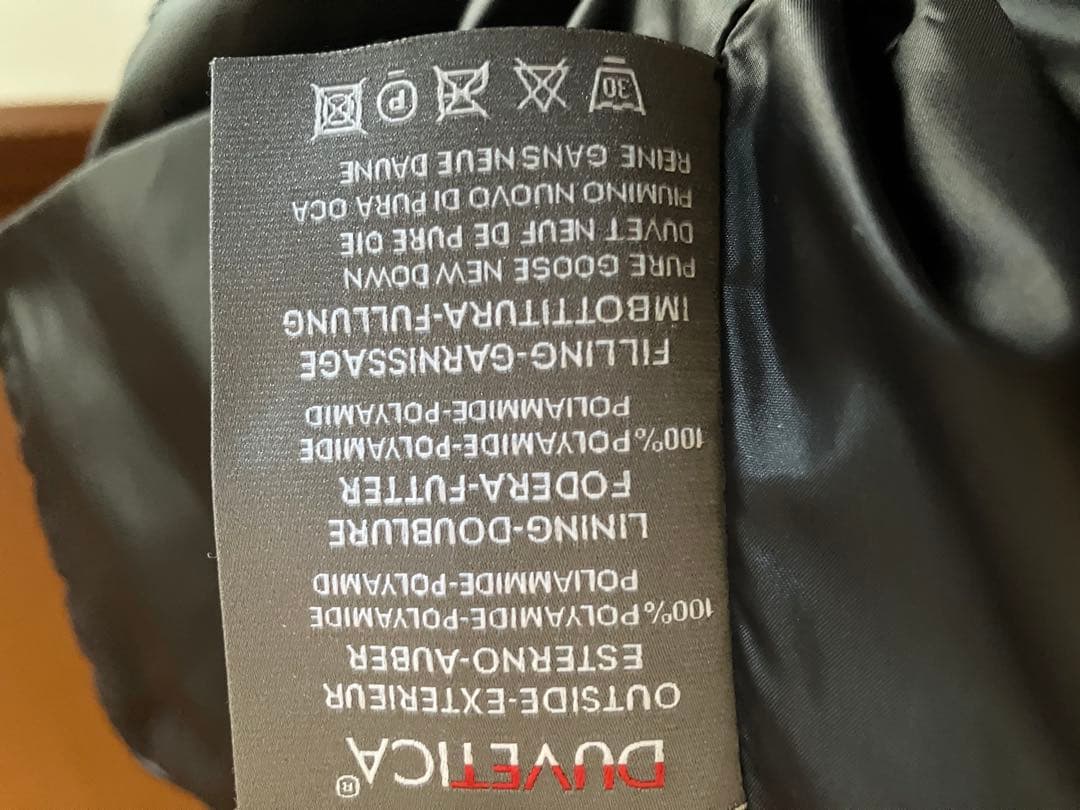 DUVETICA®
OUTSIDE-EXTERIEUR
ESTERNO-AUBER
100% POLYAMIDE-POLYAMIDE
POLIAMMIDE-POLYAMID
LINING-DOUBLURE
FODERA-FUTTER
100% POLYAMIDE-POLYAMIDE
POLIAMMIDE-POLYAMID
FILLING-GARNISSAGE
IMBOTTITURA-FULLUNG
PURE GOOSE NEW DOWN
DUVET NEUF DE PURE OIE
PIUMINO NUOVO DI PURA OCA
REINE GANS NEUE DAUNE
30 P